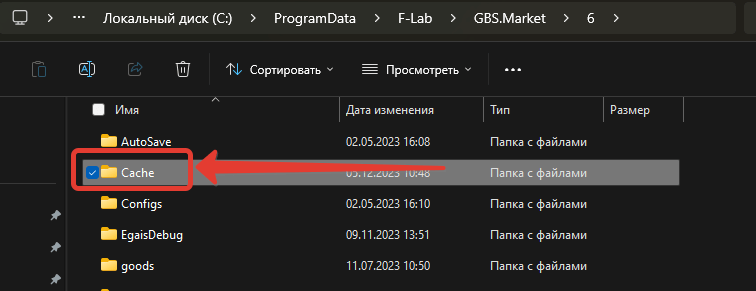 Локальный диск (C:) > ProgramData > F-Lab > GBS.Market > 6 >
Сортировать Просмотреть
Имя Дата изменения Тип Размер
AutoSave 02.05.2023 16:08 Папка с файлами
Cache 05.12.2023 10:48 Папка с файлами
Configs 02.05.2023 16:10 Папка с файлами
EgaisDebug 09.11.2023 13:51 Папка с файлами
goods 11.07.2023 10:50 Папка с файлами